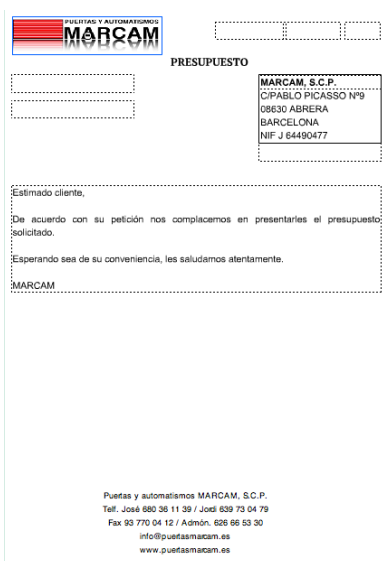 PUERTAS Y AUTOMATISMOS
MARCAM
PRESUPUESTO
MARCAM, S.C.P.
C/PABLO PICASSO Nº9
08630 ABRERA
BARCELONA
NIF J 64490477
Estimado cliente,
De acuerdo con su petición nos complacemos en presentarles el presupuesto
solicitado.
Esperando sea de su conveniencia, les saludamos atentamente.
MARCAM
Puertas y automatismos MARCAM, S.C.P.
Telf. José 680 36 11 39 / Jordi 639 73 04 79
Fax 93 770 04 12 / Admón. 626 66 53 30
info@puertasmarcam.es
www.puertasmarcam.es